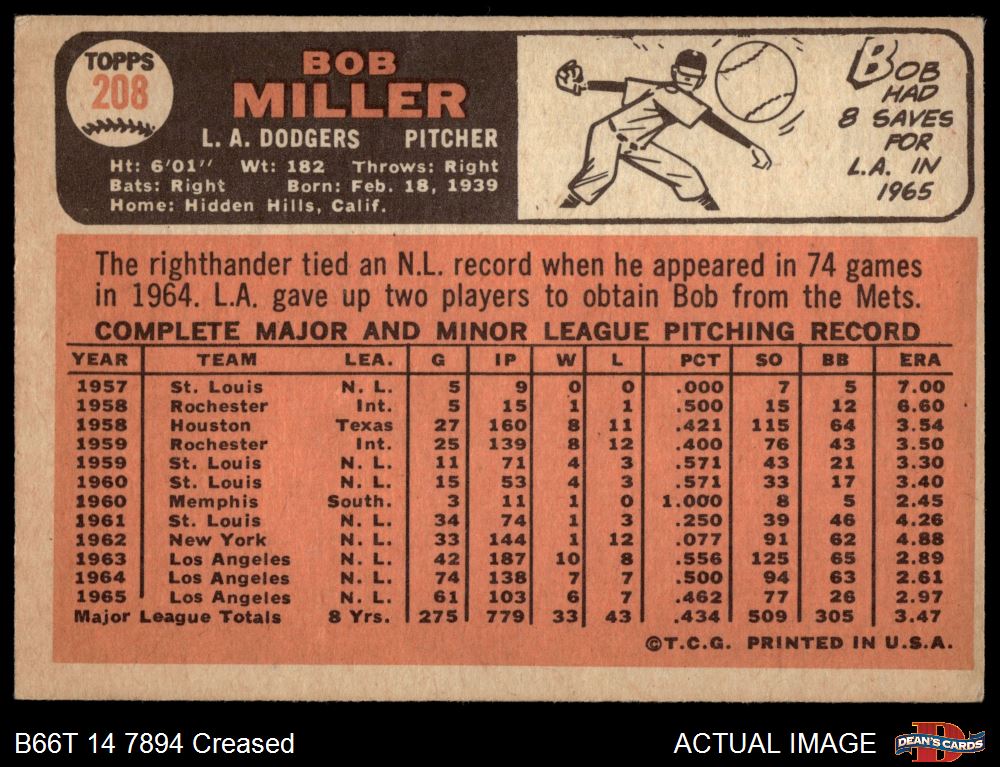 TOPPS
208
BOB
MILLER
L. A. DODGERS PITCHER
Ht: 6'01" Wt: 182 Throws: Right
Bats: Right Born: Feb. 18, 1939
Home: Hidden Hills, Calif.
BOB
HAD
8 SAVES
FOR
L.A. IN
1965
The righthander tied an N.L. record when he appeared in 74 games
in 1964. L.A. gave up two players to obtain Bob from the Mets.
COMPLETE MAJOR AND MINOR LEAGUE PITCHING RECORD
YEAR TEAM LEA. G IP W L PCT SO BB ERA
1957 St. Louis N. L. 5 9 0 0 .000 7 5 7.00
1958 Rochester Int. 5 15 1 1 .500 15 12 6.60
1958 Houston Texas 27 160 8 11 .421 115 64 3.54
1959 Rochester Int. 25 139 8 12 .400 76 43 3.50
1959 St. Louis N. L. 11 71 4 3 .571 43 21 3.30
1960 St. Louis N. L. 15 53 4 3 .571 33 17 3.40
1960 Memphis South. 3 11 1 0 1.000 8 5 2.45
1961 St. Louis N. L. 34 74 1 3 .250 39 46 4.26
1962 New York N. L. 33 144 1 12 .077 91 62 4.88
1963 Los Angeles N. L. 42 187 10 8 .556 125 65 2.89
1964 Los Angeles N. L. 74 138 7 7 .500 94 63 2.61
1965 Los Angeles N. L. 61 103 6 7 .462 77 26 2.97
Major League Totals 8 Yrs. 275 779 33 43 .434 509 305 3.47
©T.C.G. PRINTED IN U.S.A.
B66T 14 7894 Creased
ACTUAL IMAGE
DEAN'S CARDS